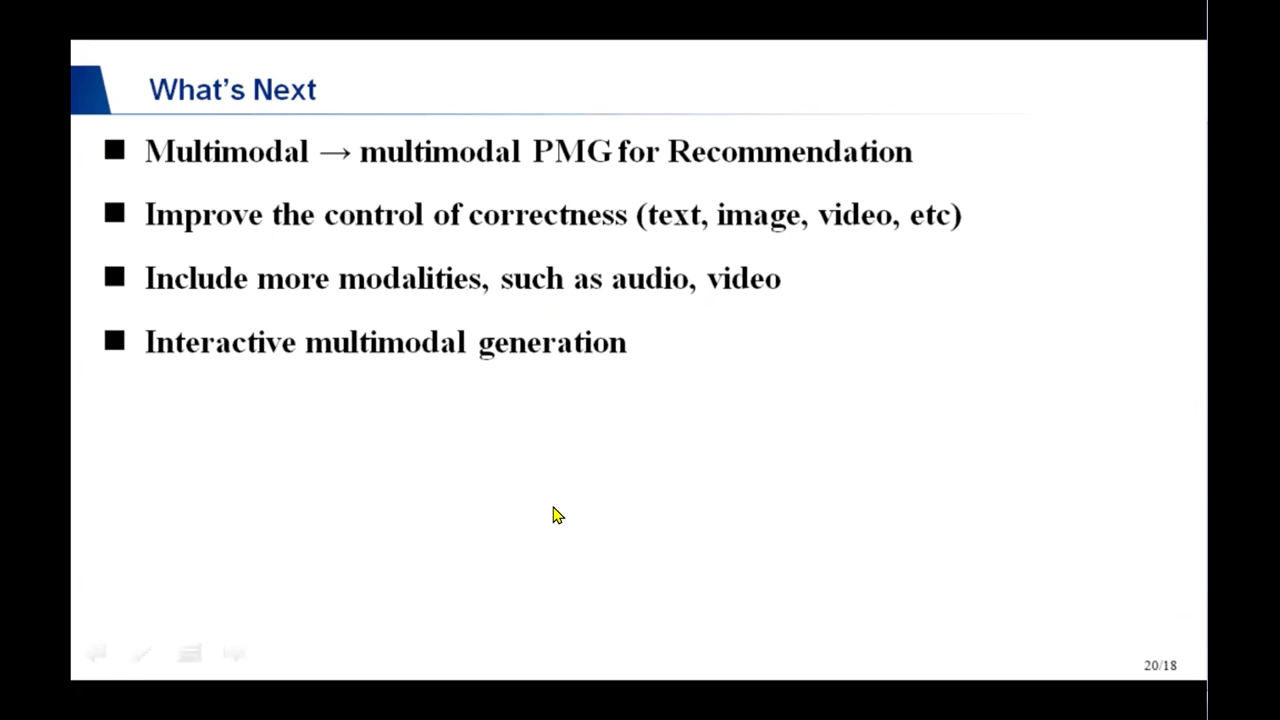 What's Next
■ Multimodal → multimodal PMG for Recommendation
■ Improve the control of correctness (text, image, video, etc)
■ Include more modalities, such as audio, video
■ Interactive multimodal generation
20/18